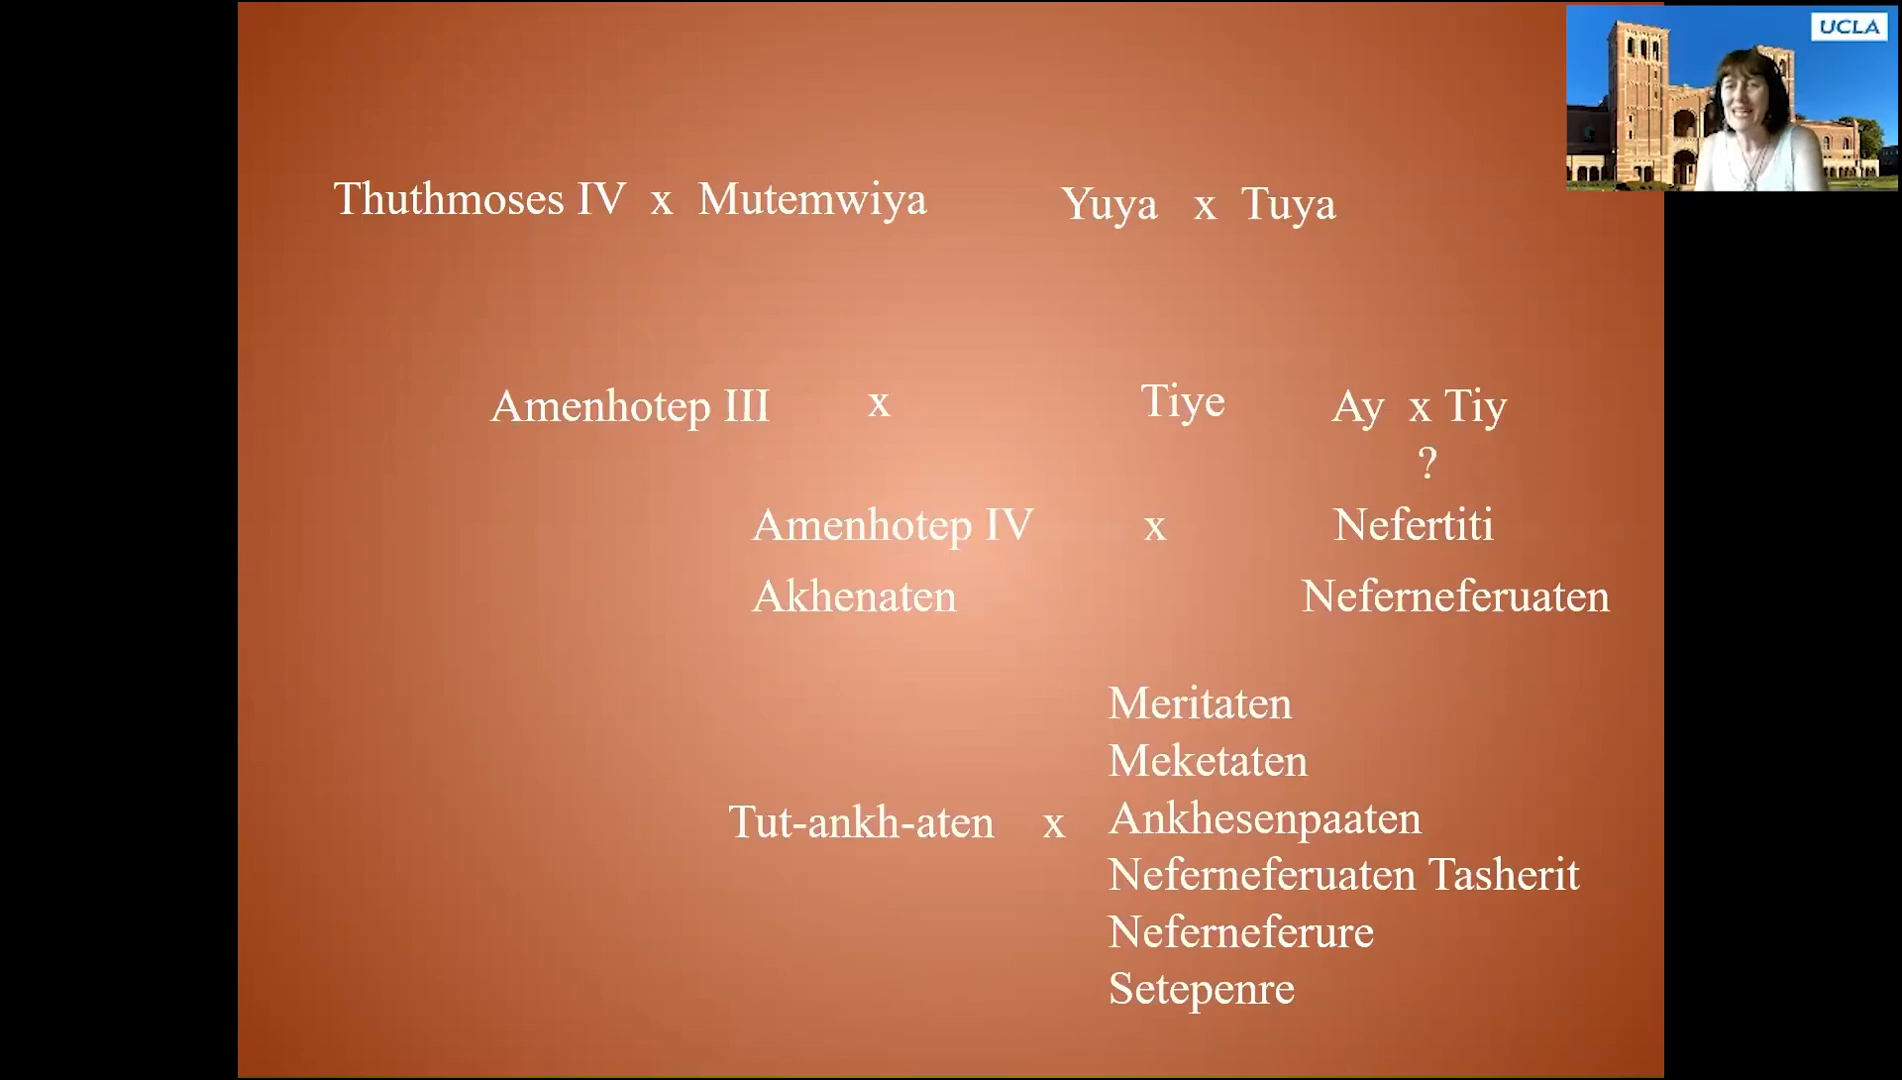 UCLA
Thuthmoses IV x Mutemwiya
Yuya x Tuya
Amenhotep III x Tiye
Ay x Tiy
?
Amenhotep IV x Nefertiti
Akhenaten
Neferneferuaten
Meritaten
Meketaten
Tut-ankh-aten x Ankhesenpaaten
Neferneferuaten Tasherit
Neferneferure
Setepenre